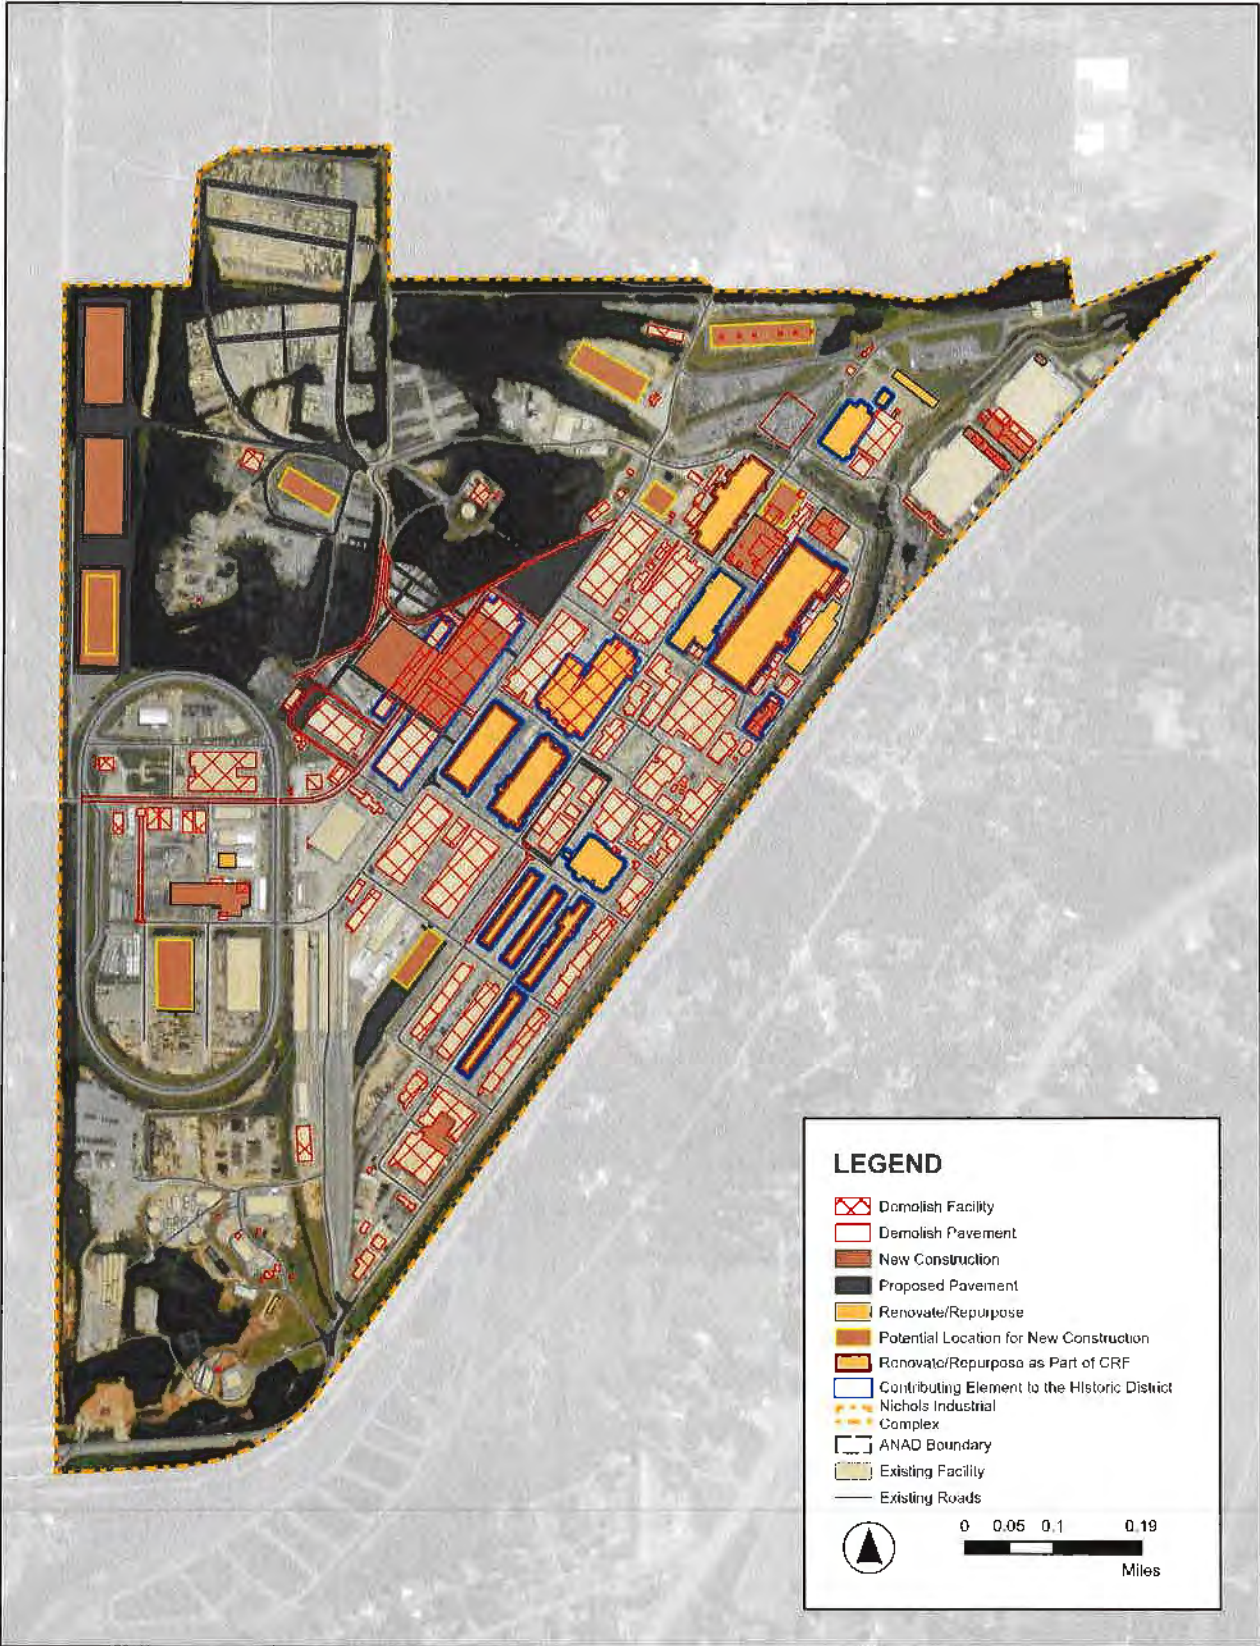 LEGEND
Demolish Facility
Demolish Pavement
New Construction
Proposed Pavement
Renovate/Repurpose
Potential Location for New Construction
Renovate/Repurpose as Part of CRF
Contributing Element to the Historic District
Nichols Industrial
Complex
ANAD Boundary
Existing Facility
Existing Roads
0 0.05 0.1 0.19
Miles